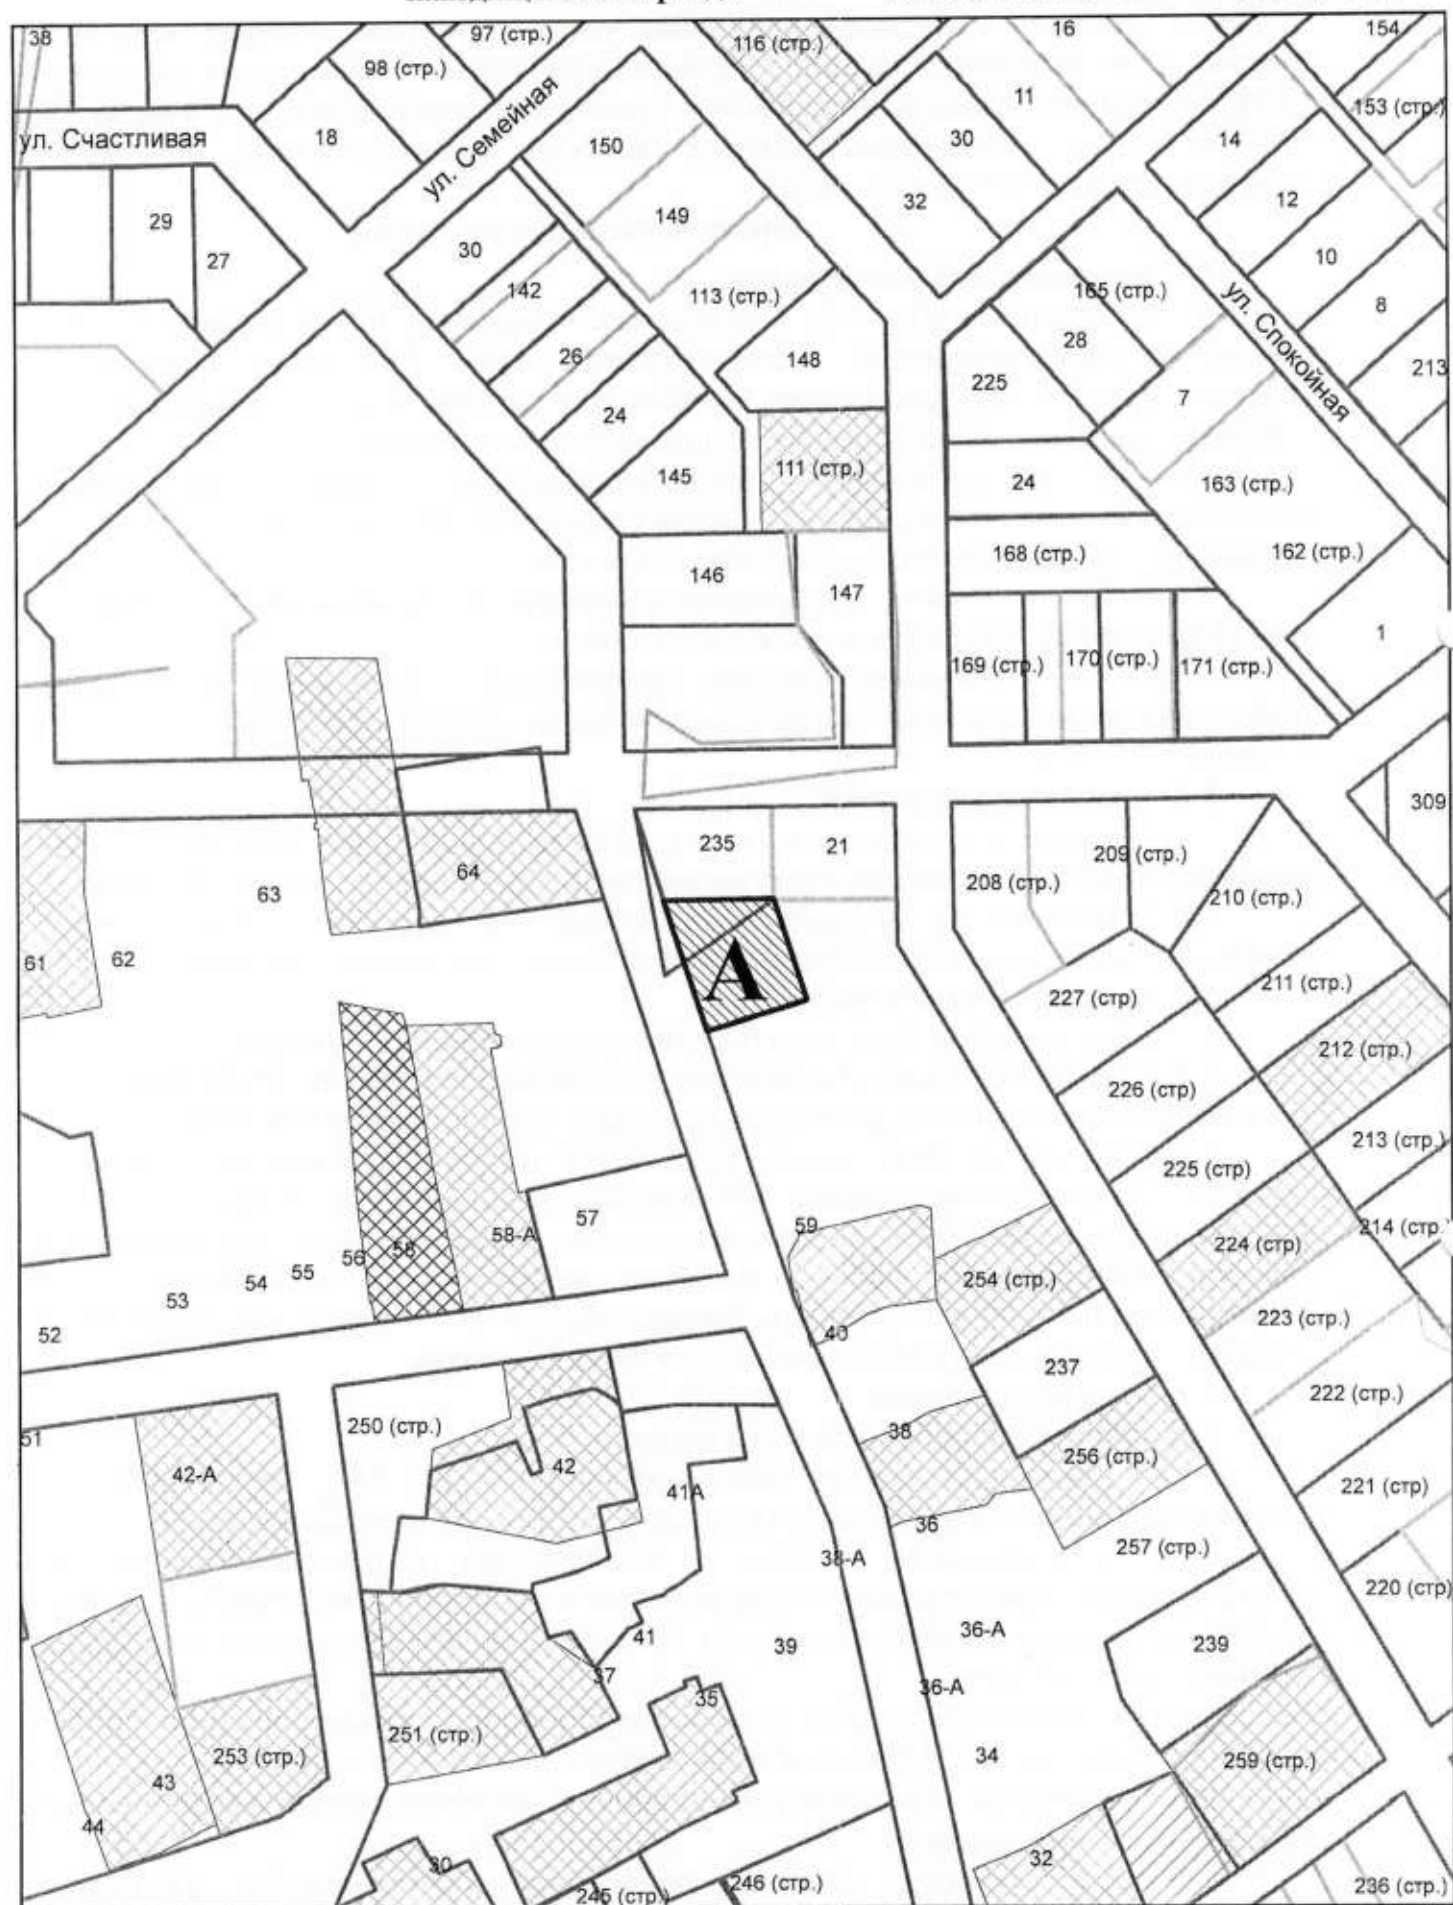 38
97 (стр.)
98 (стр.)
116 (стр.)
16
154
153 (стр.)
ул. Счастливая
18
ул. Семейная
150
11
30
14
29
27
149
32
12
30
142
113 (стр.)
165 (стр.)
10
8
26
148
28
ул. Спокойная
225
7
213
24
145
111 (стр.)
24
163 (стр.)
146
147
168 (стр.)
162 (стр.)
169 (стр.)
170 (стр.)
171 (стр.)
1
309
235
21
209 (стр.)
64
63
208 (стр.)
210 (стр.)
61
62
А
227 (стр)
211 (стр.)
212 (стр.)
226 (стр)
213 (стр.)
225 (стр)
57
59
58-А
56
58
55
54
53
52
224 (стр)
214 (стр.
254 (стр.)
223 (стр.)
40
237
222 (стр.)
51
250 (стр.)
42-А
42
41А
38
256 (стр.)
221 (стр)
36
38-А
257 (стр.)
220 (стр)
36-А
41
39
239
37
36-А
35
251 (стр.)
253 (стр.)
34
259 (стр.)
43
44
30
32
245 (стр.)
246 (стр.)
236 (стр.)